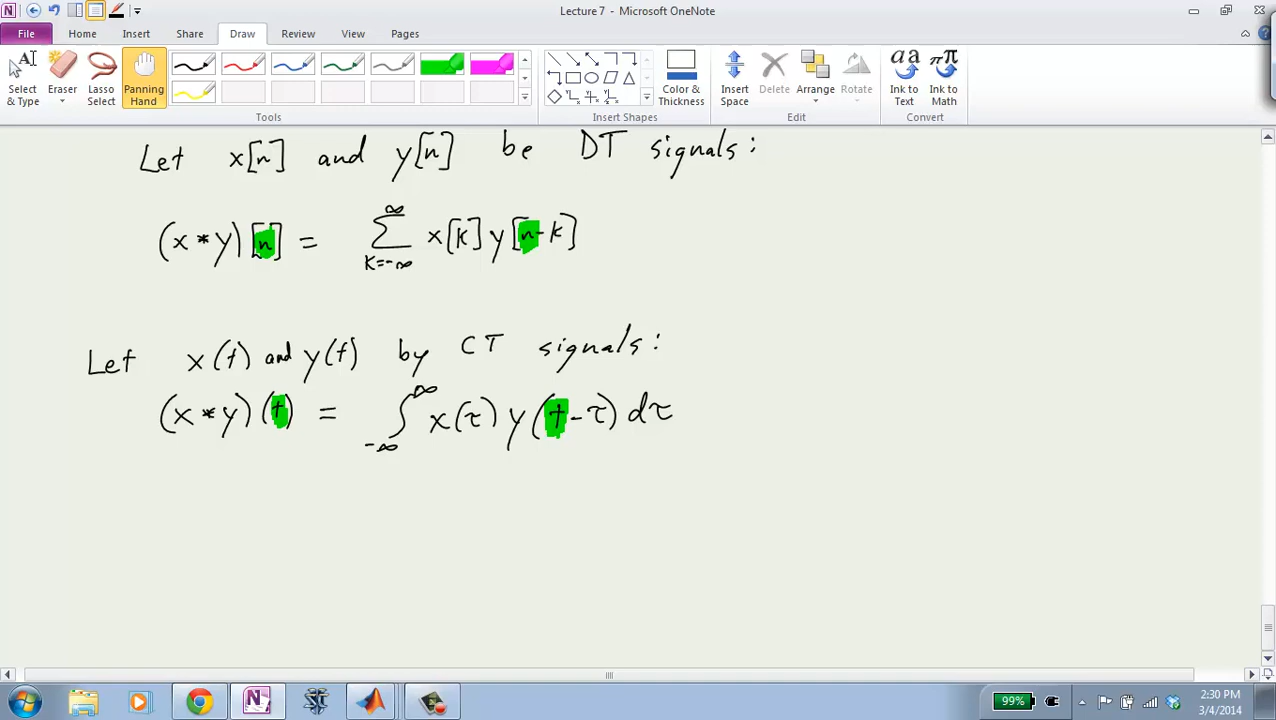 Lecture 7 - Microsoft OneNote
File Home Insert Share Draw Review View Pages
Select & Type Eraser Lasso Select Panning Hand Color & Thickness Insert Space Delete Arrange Rotate Ink to Text Ink to Math
Tools Insert Shapes Edit Convert
Let x[n] and y[n] be DT signals:
(x*y)[n] = ∑_{k=-∞}^{∞} x[k] y[n-k]
Let x(t) and y(t) by CT signals:
(x*y)(t) = ∫_{-∞}^{∞} x(τ) y(t-τ) dτ
99% 2:30 PM
3/4/2014